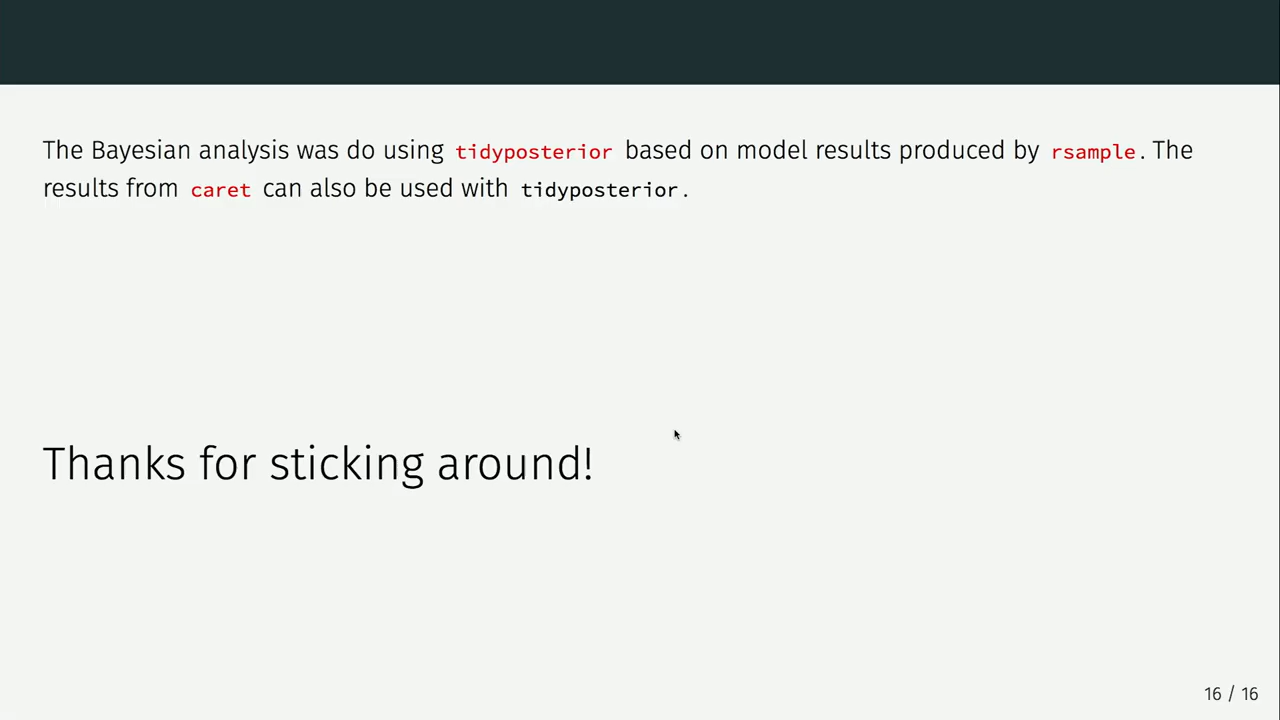 The Bayesian analysis was do using tidyposterior based on model results produced by rsample. The
results from caret can also be used with tidyposterior.
Thanks for sticking around!
16 / 16